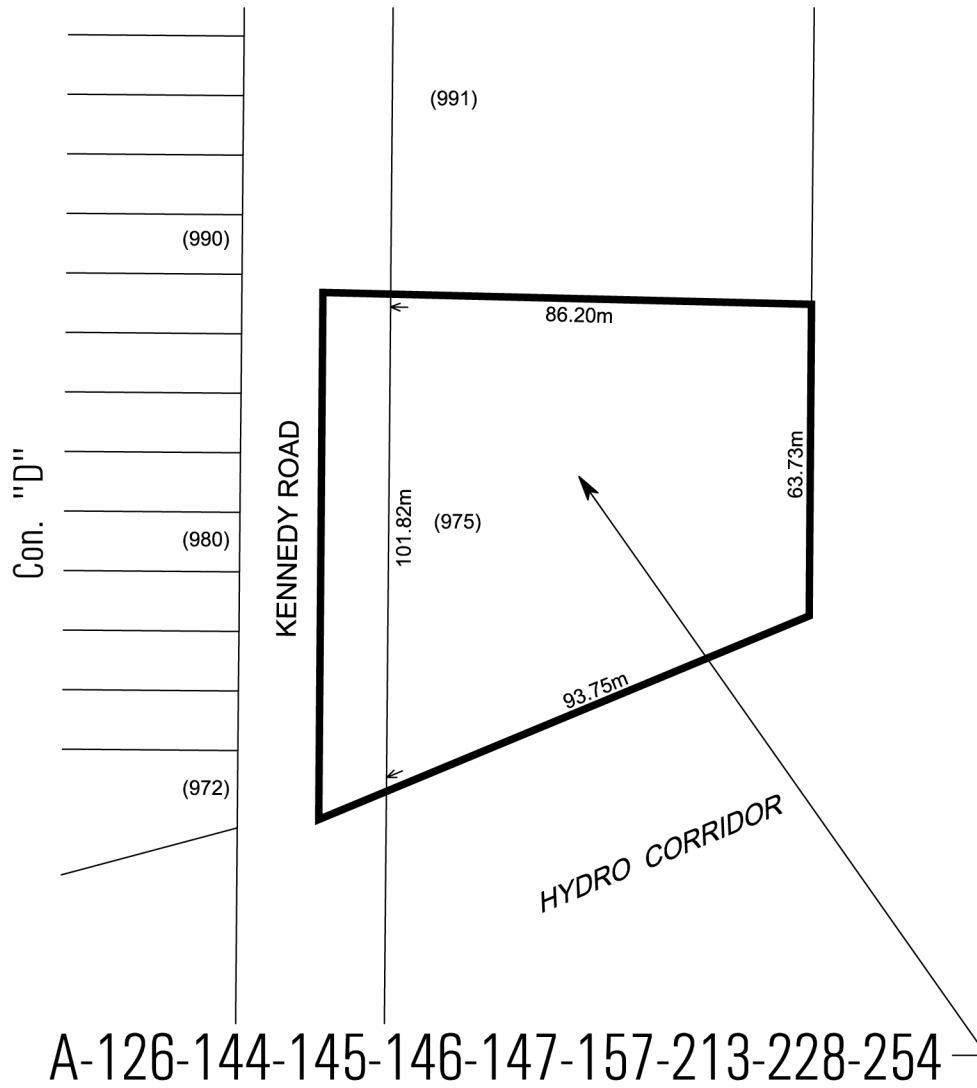 (991)
(990)
86.20m
KENNEDY ROAD
63.73m
Con. "D"
101.82m
(975)
(980)
93.75m
(972)
HYDRO CORRIDOR
A-126-144-145-146-147-157-213-228-254